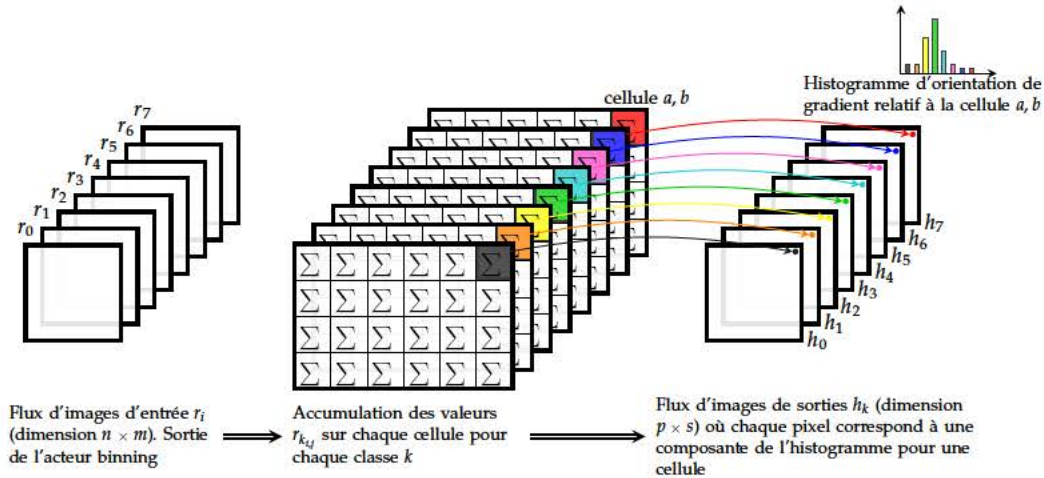 Histogramme d'orientation de
gradient relatif à la cellule a, b
cellule a, b
r₇
r₆
r₅
r₄
r₃
r₂
r₁
r₀
∑ ∑ ∑ ∑ ∑ ∑
∑ ∑ ∑ ∑ ∑ ∑
∑ ∑ ∑ ∑ ∑ ∑
∑ ∑ ∑ ∑ ∑ ∑
h₇
h₆
h₅
h₄
h₃
h₂
h₁
h₀
Flux d'images d'entrée rᵢ
(dimension n × m). Sortie
de l'acteur binning
Accumulation des valeurs
r_{k_{i,j}} sur chaque cellule pour
chaque classe k
Flux d'images de sorties hₖ (dimension
p × s) où chaque pixel correspond à une
composante de l'histogramme pour une
cellule